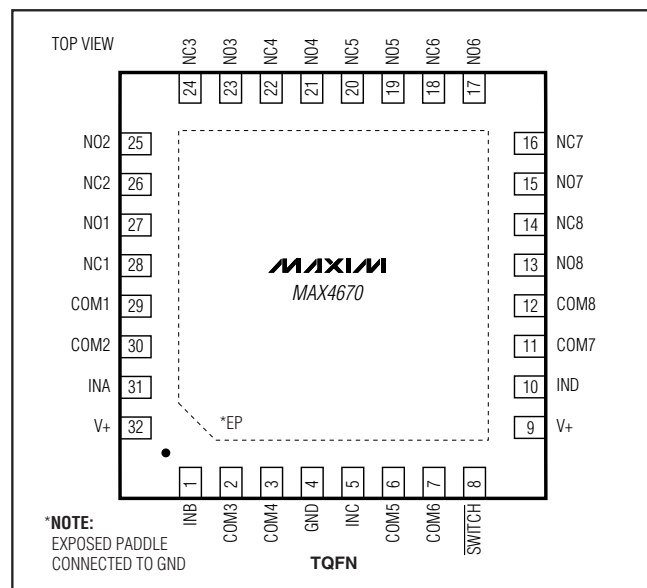 TOP VIEW
NC3 NO3 NC4 NO4 NC5 NO5 NC6 NO6
24 23 22 21 20 19 18 17
NO2 25
NC2 26
NO1 27
NC1 28
COM1 29
COM2 30
INA 31
V+ 32
16 NC7
15 NO7
14 NC8
13 NO8
12 COM8
11 COM7
10 IND
9 V+
MAXIM
MAX4670
*EP
1 2 3 4 5 6 7 8
INB COM3 COM4 GND INC COM5 COM6 SWITCH
*NOTE:
EXPOSED PADDLE
CONNECTED TO GND
TQFN